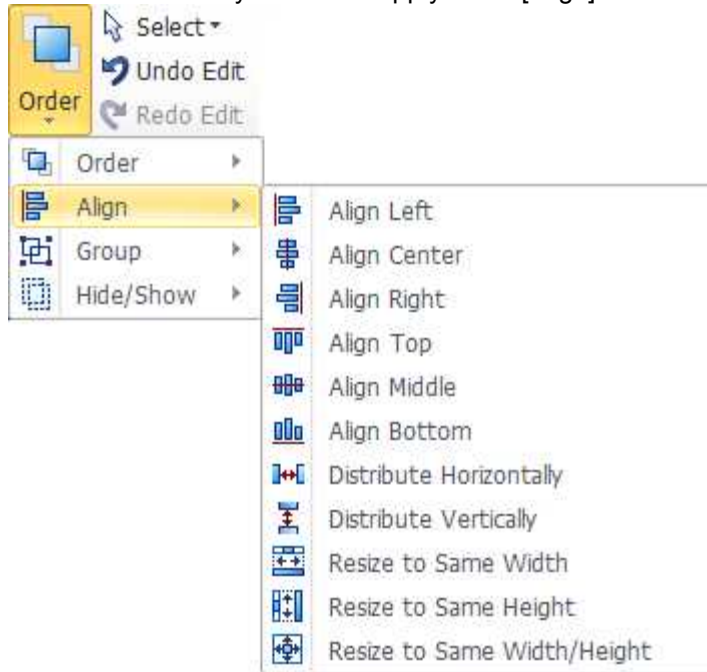 Select
Undo Edit
Order
Redo Edit
Order
Align
Group
Hide/Show
Align Left
Align Center
Align Right
Align Top
Align Middle
Align Bottom
Distribute Horizontally
Distribute Vertically
Resize to Same Width
Resize to Same Height
Resize to Same Width/Height